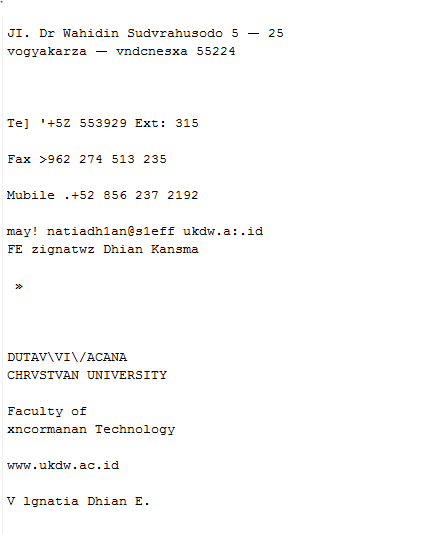 JI. Dr Wahidin Sudvrahusodo 5 — 25
vogyakarza — vndcnesxa 55224
Te] '+5Z 553929 Ext: 315
Fax >962 274 513 235
Mubile .+52 856 237 2192
may! natiadh1an@s1eff ukdw.a:.id
FE zignatwz Dhian Kansma
»
DUTAV\VI\/ACANA
CHRVSTVAN UNIVERSITY
Faculty of
xncormanan Technology
www.ukdw.ac.id
V lgnatia Dhian E.